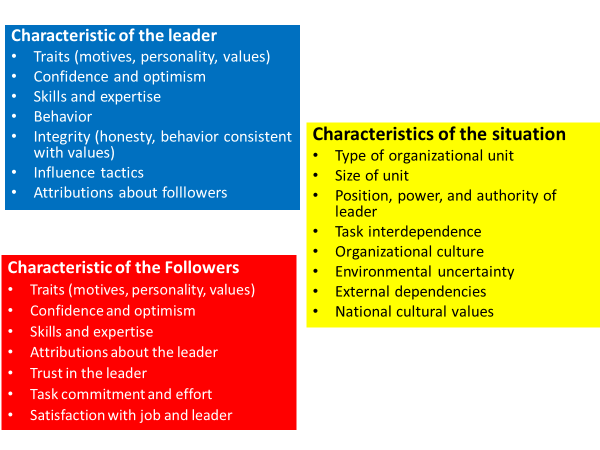 Characteristic of the leader
• Traits (motives, personality, values)
• Confidence and optimism
• Skills and expertise
• Behavior
• Integrity (honesty, behavior consistent
with values)
• Influence tactics
• Attributions about folllowers
Characteristics of the situation
• Type of organizational unit
• Size of unit
• Position, power, and authority of
leader
• Task interdependence
• Organizational culture
• Environmental uncertainty
• External dependencies
• National cultural values
Characteristic of the Followers
• Traits (motives, personality, values)
• Confidence and optimism
• Skills and expertise
• Attributions about the leader
• Trust in the leader
• Task commitment and effort
• Satisfaction with job and leader